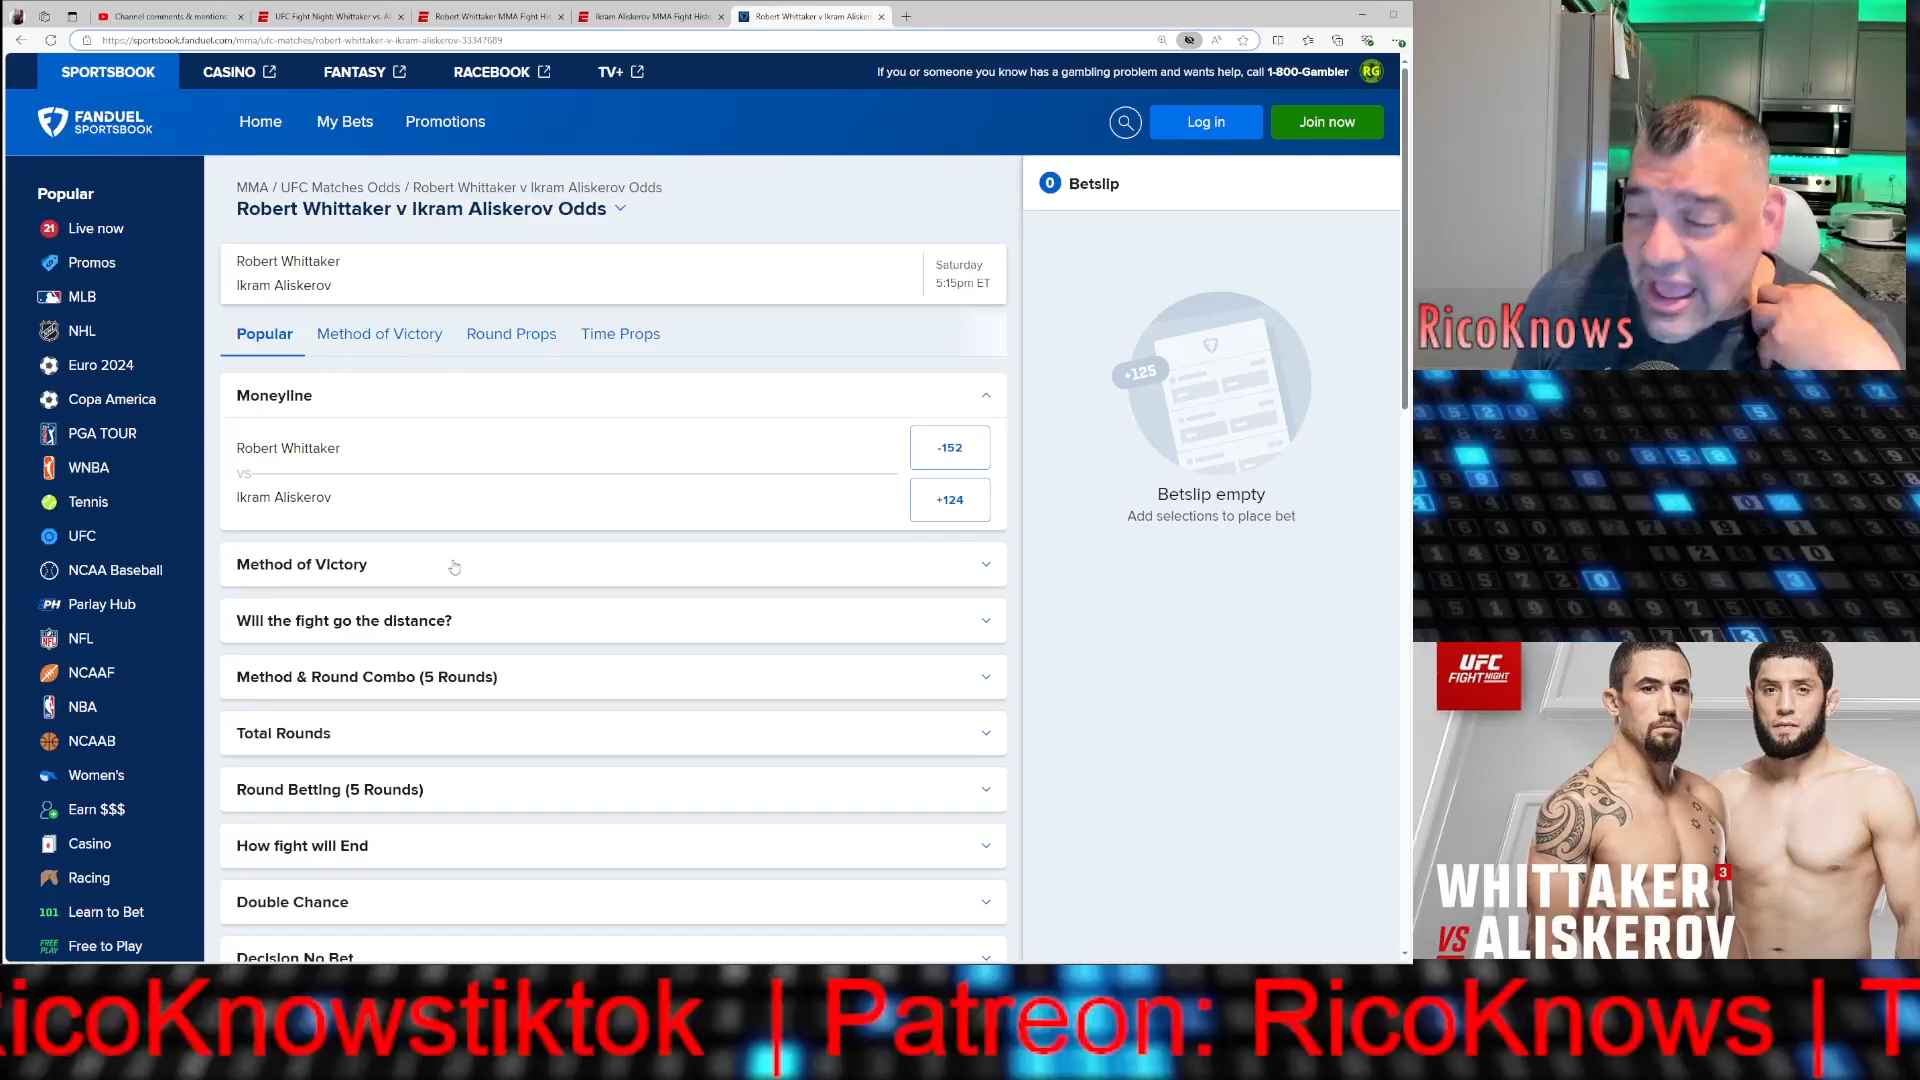 Channel comments & mentions
UFC Fight Night: Whittaker vs. Al
Robert Whittaker MMA Fight His
Ikram Aliskerov MMA Fight Histo
Robert Whittaker v Ikram Aliskero
https://sportsbook.fanduel.com/mma/ufc-matches/robert-whittaker-v-ikram-aliskerov-33347689
SPORTSBOOK
CASINO
FANTASY
RACEBOOK
TV+
If you or someone you know has a gambling problem and wants help, call 1-800-Gambler
RG
FANDUEL
SPORTSBOOK
Home
My Bets
Promotions
Log in
Join now
Popular
21 Live now
Promos
MLB
NHL
Euro 2024
Copa America
PGA TOUR
WNBA
Tennis
UFC
NCAA Baseball
PH Parlay Hub
NFL
NCAAF
NBA
NCAAB
Women's
Earn $$$
Casino
Racing
101 Learn to Bet
FREE PLAY Free to Play
MMA / UFC Matches Odds / Robert Whittaker v Ikram Aliskerov Odds
Robert Whittaker v Ikram Aliskerov Odds
Robert Whittaker
Ikram Aliskerov
Saturday
5:15pm ET
Popular
Method of Victory
Round Props
Time Props
Moneyline
Robert Whittaker
-152
VS
Ikram Aliskerov
+124
Method of Victory
Will the fight go the distance?
Method & Round Combo (5 Rounds)
Total Rounds
Round Betting (5 Rounds)
How fight will End
Double Chance
Decision No Bet
0 Betslip
+125
Betslip empty
Add selections to place bet
RicoKnows
UFC
FIGHT NIGHT
WHITTAKER 3
VS ALISKEROV
icoKnowstiktok | Patreon: RicoKnows | T